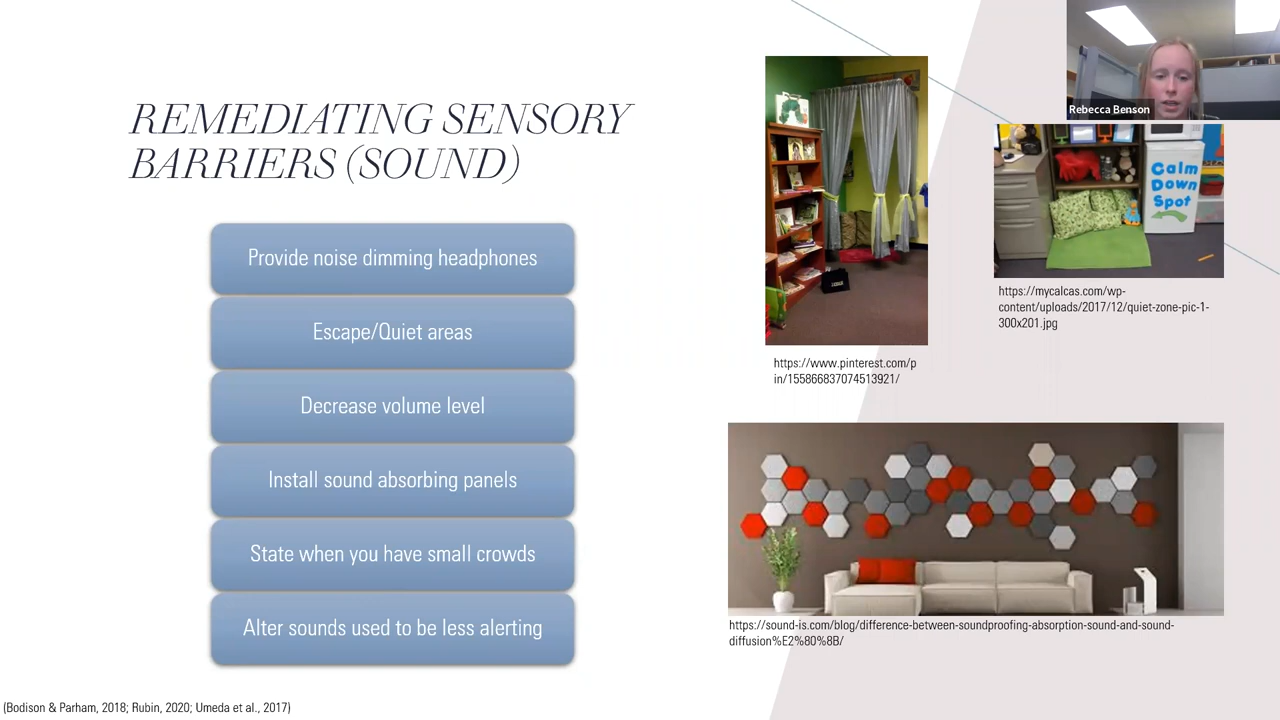 REMEDIATING SENSORY
BARRIERS (SOUND)
Provide noise dimming headphones
Escape/Quiet areas
Decrease volume level
Install sound absorbing panels
State when you have small crowds
Alter sounds used to be less alerting
(Bodison & Parham, 2018; Rubin, 2020; Umeda et al., 2017)
https://www.pinterest.com/p
in/155866837074513921/
Rebecca Benson
Calm
Down
Spot
https://mycalcas.com/wp-
content/uploads/2017/12/quiet-zone-pic-1-
300x201.jpg
https://sound-is.com/blog/difference-between-soundproofing-absorption-sound-and-sound-
diffusion%E2%80%8B/